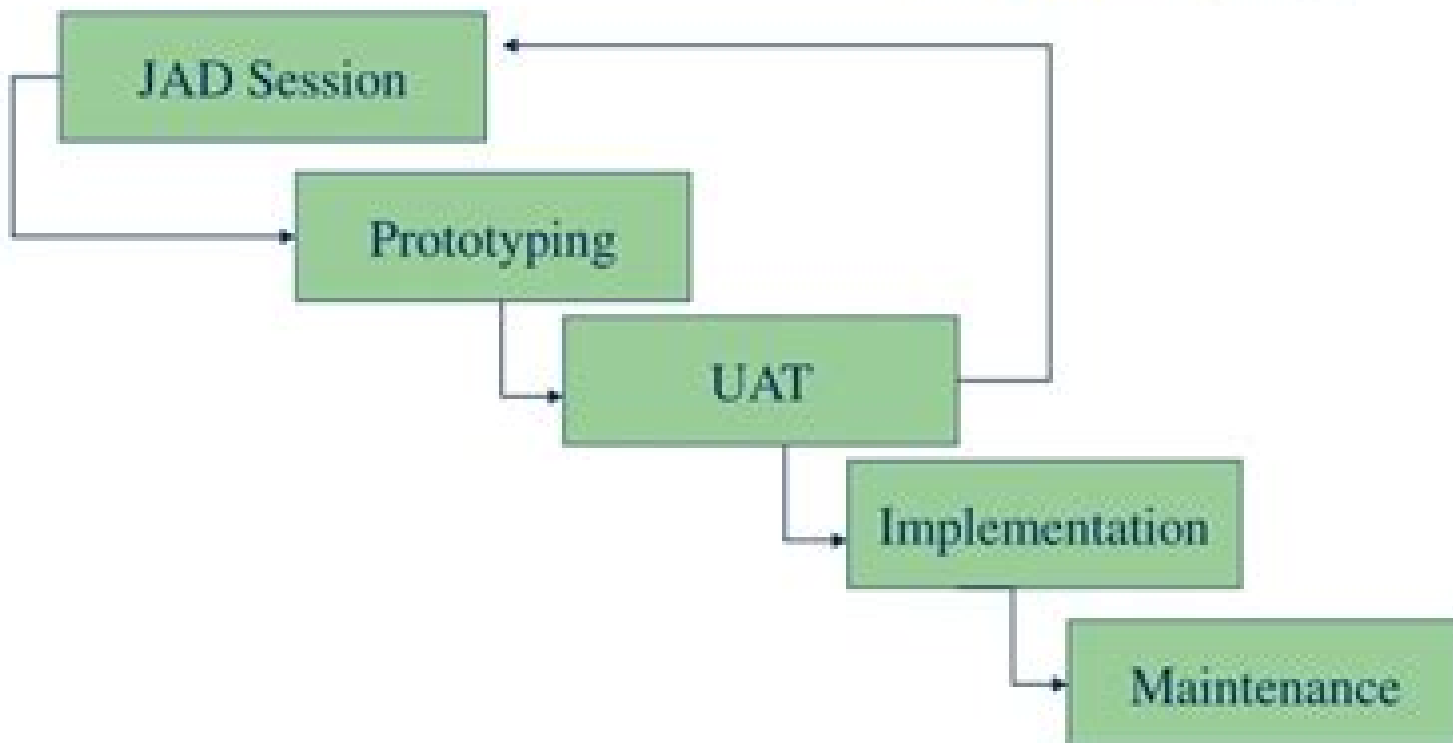 JAD Session
Prototyping
UAT
Implementation
Maintenance